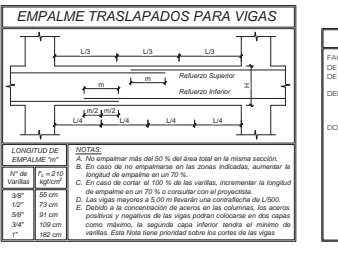 EMPALME TRASLAPADOS PARA VIGAS
L/3
L/3
L/3
m
Refuerzo Superior
m
Refuerzo Inferior
H
m/2
m/2
L/4
L/4
L/4
L/4
LONGITUD DE EMPALME "m"
N° de Varillas
f'c = 210 kgf/cm²
3/8" 55 cm
1/2" 73 cm
5/8" 91 cm
3/4" 109 cm
1" 182 cm
NOTAS:
A. No empalmar más del 50 % del área total en la misma sección.
B. En caso de no empalmarse en las zonas indicadas, aumentar la
longitud de empalme en un 70 %.
C. En caso de cortar el 100 % de las varillas, incrementar la longitud
de empalme en un 70 % o consultar con el proyectista.
D. Las vigas mayores a 5.00 m llevarán una contraflecha de L/500.
E. Debido a la concentración de aceros en las columnas, los aceros
positivos y negativos de las vigas podran colocarse en dos capas
como máximo, la segunda capa inferior tendra el minimo de
varillas. Esta Nota tiene prioridad sobre los cortes de las vigas
DE
DE